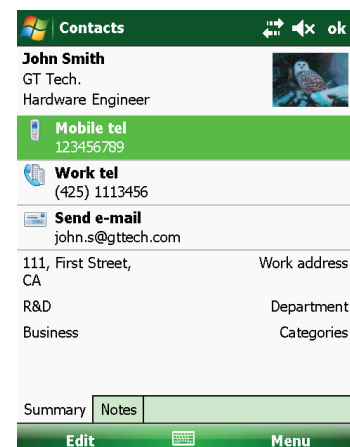 Contacts ok
John Smith
GT Tech.
Hardware Engineer
Mobile tel
123456789
Work tel
(425) 1113456
Send e-mail
john.s@gttech.com
111, First Street, Work address
CA
R&D Department
Business Categories
Summary Notes
Edit Menu